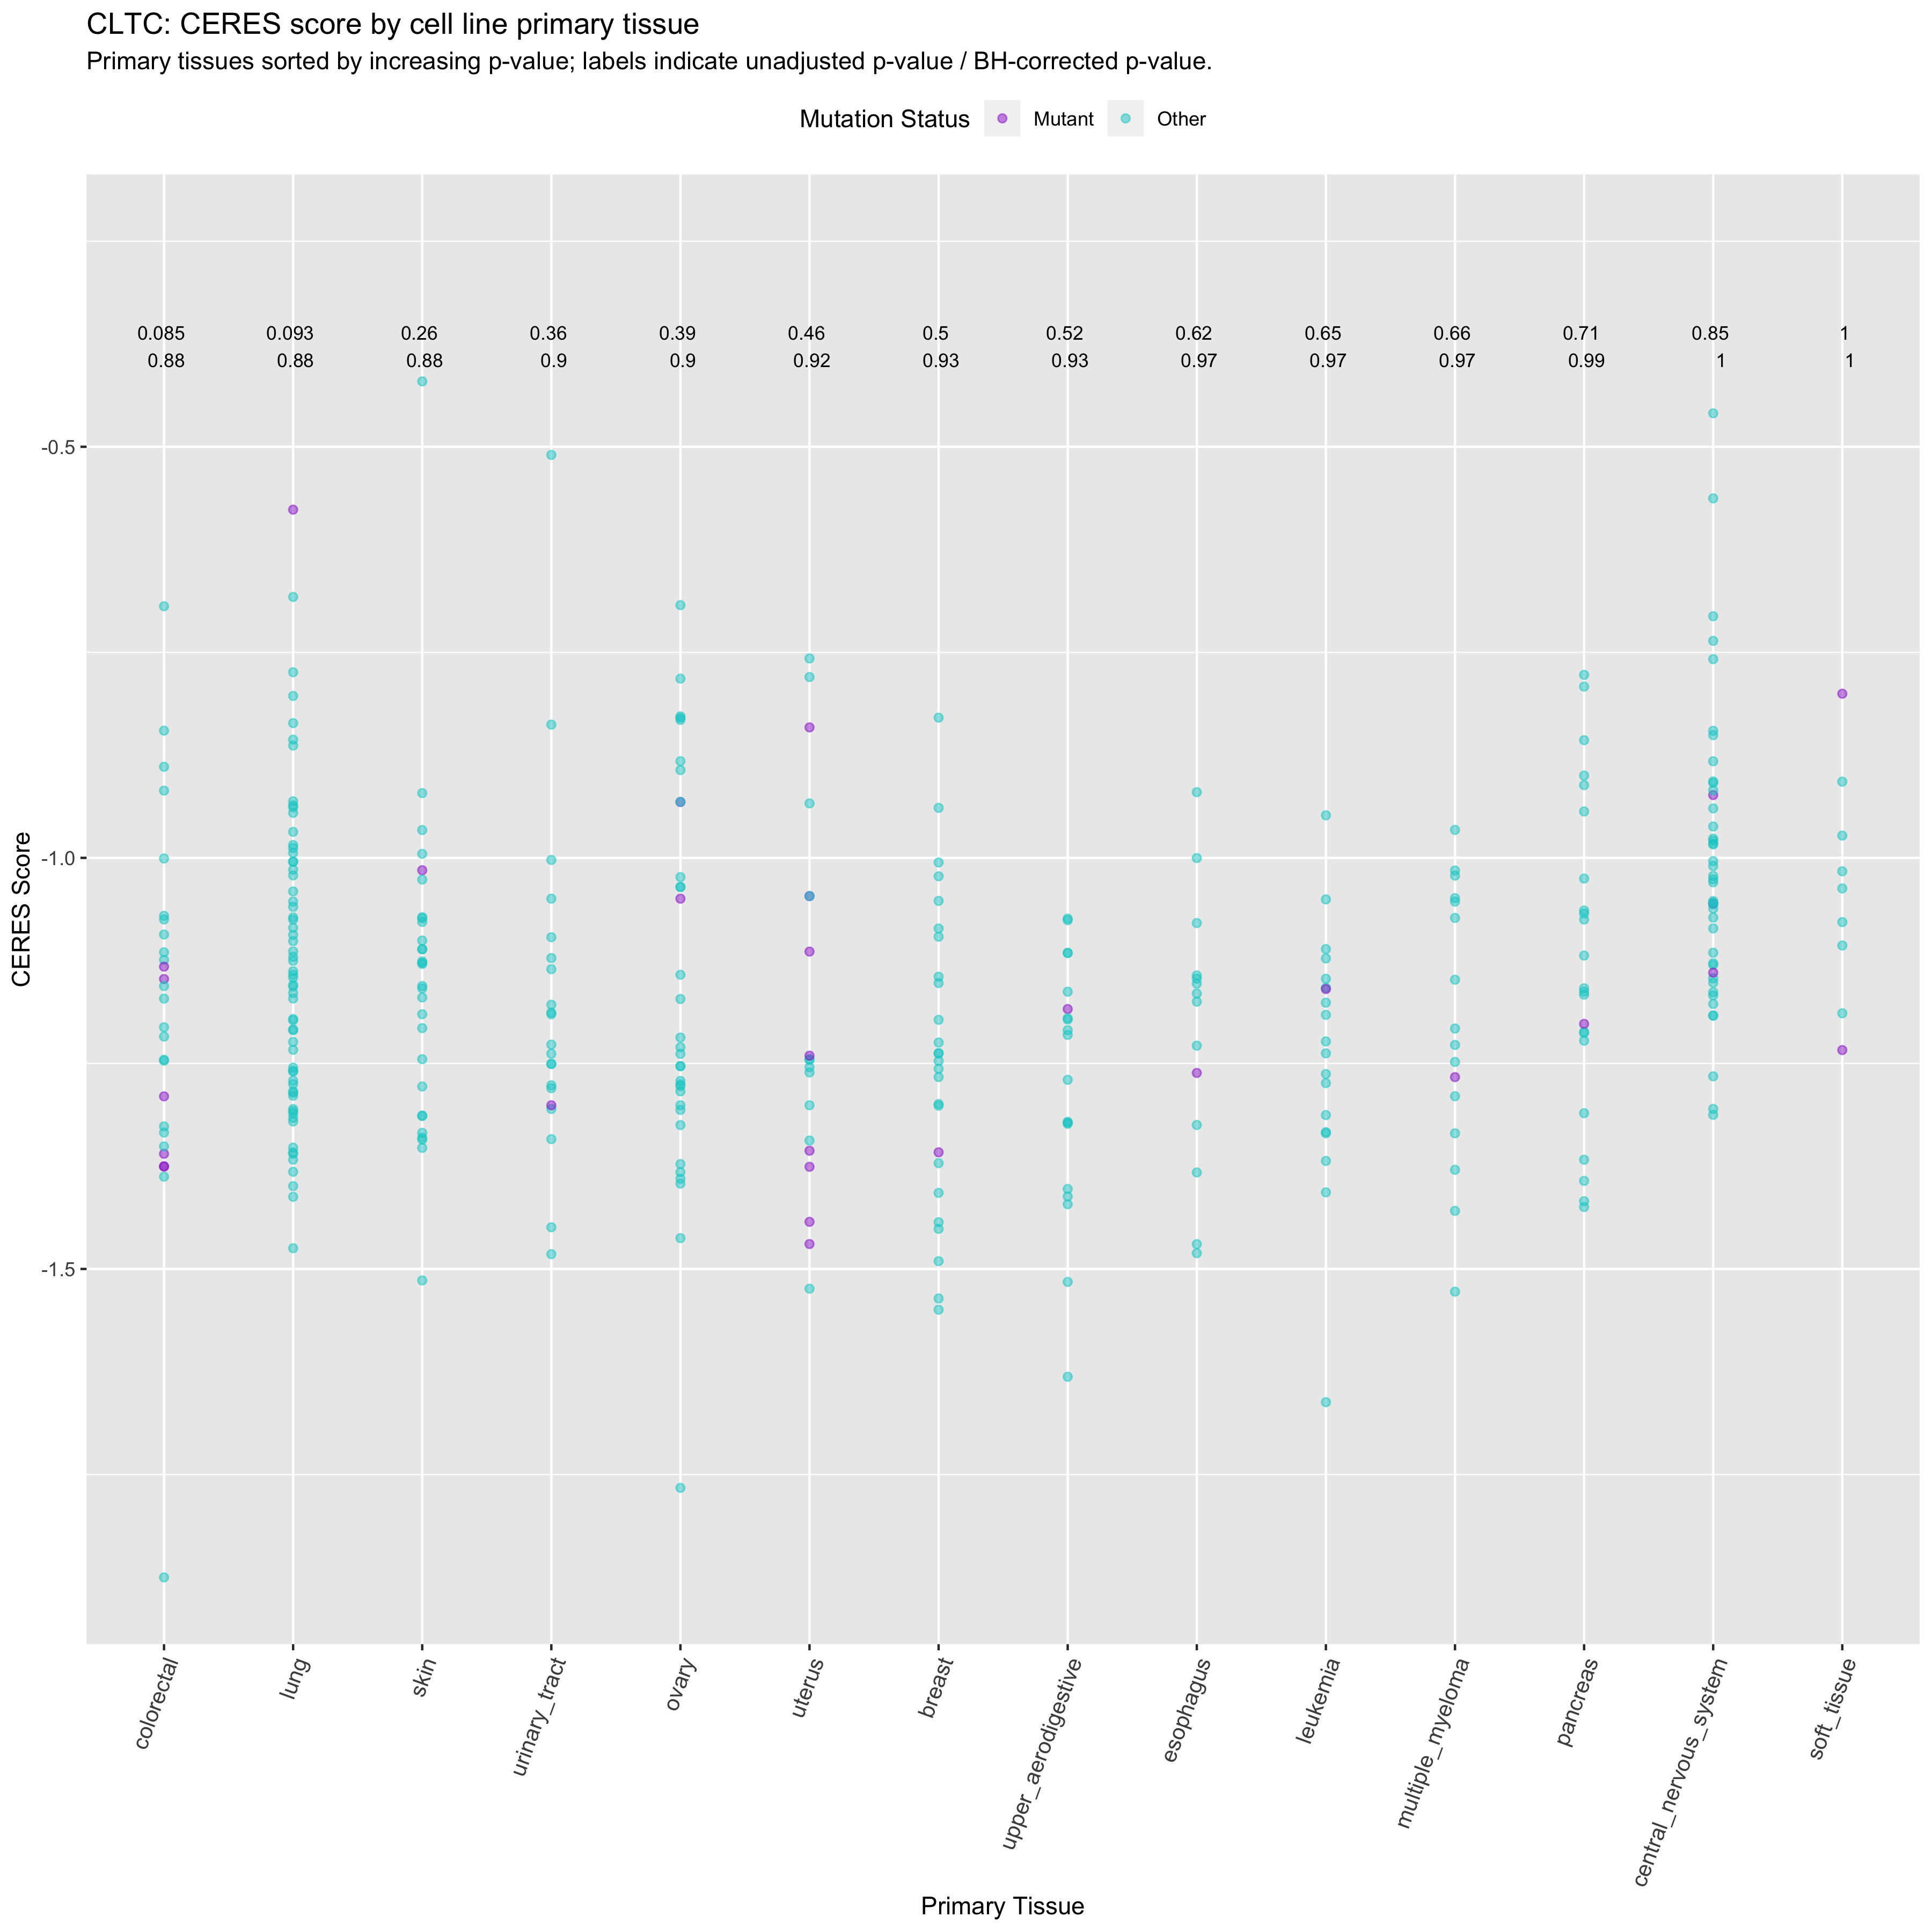 CLTC: CERES score by cell line primary tissue
Primary tissues sorted by increasing p-value; labels indicate unadjusted p-value / BH-corrected p-value.
Mutation Status Mutant Other
0.085 0.093 0.26 0.36 0.39 0.46 0.5 0.52 0.62 0.65 0.66 0.71 0.85 1
0.88 0.88 0.88 0.9 0.9 0.92 0.93 0.93 0.97 0.97 0.97 0.99 1 1
-0.5
-1.0
-1.5
CERES Score
colorectal
lung
skin
urinary_tract
ovary
uterus
breast
upper_aerodigestive
esophagus
leukemia
multiple_myeloma
pancreas
central_nervous_system
soft_tissue
Primary Tissue